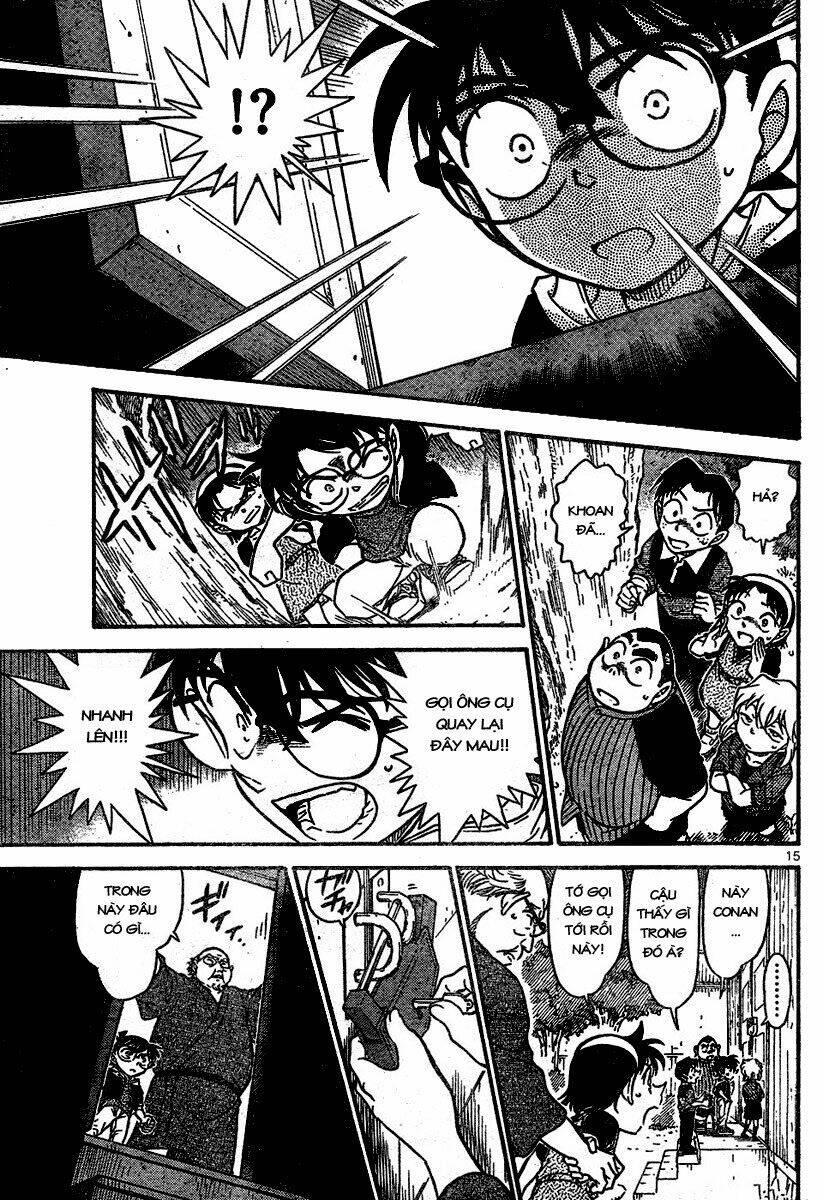 !?
HẢ?
KHOAN
ĐÃ...
GỌI ÔNG CỤ
QUAY LẠI
ĐÂY MAU!!
NHANH
LÊN!!!
15
NÀY
CONAN
...
CẬU
THẤY GÌ
TRONG
ĐÓ À?
TỚ GỌI
ÔNG CỤ
TỚI RỒI
NÀY!
.........
TRONG
NÀY ĐÂU
CÓ GÌ...